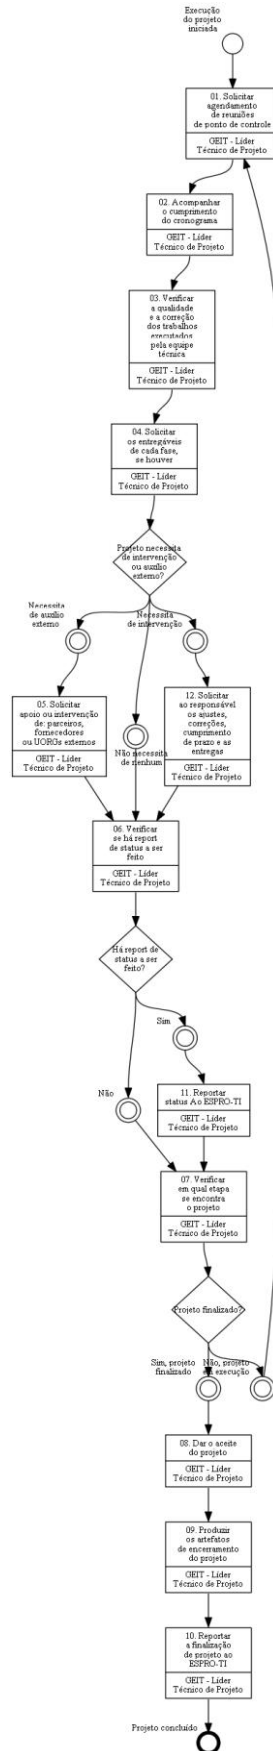 Execução
do projeto
iniciada
01. Solicitar
agendamento
de reuniões
de ponto de controle
GEIT - Líder
Técnico de Projeto
02. Acompanhar
o cumprimento
do cronograma
GEIT - Líder
Técnico de Projeto
03. Verificar
a qualidade
e a correção
dos trabalhos
executados
pela equipe
técnica
GEIT - Líder
Técnico de Projeto
04. Solicitar
os entregáveis
de cada fase,
se houver
GEIT - Líder
Técnico de Projeto
Projeto necessita
de intervenção
ou auxílio
externo?
Necessita
de auxílio
externo
Necessita
de intervenção
05. Solicitar
apoio ou intervenção
de: parceiros,
fornecedores
ou UORGs externos
GEIT - Líder
Técnico de Projeto
Não necessita
de nenhum
12. Solicitar
ao responsável
os ajustes,
correções,
cumprimento
de prazo e as
entregas
GEIT - Líder
Técnico de Projeto
06. Verificar
se há report
de status a ser
feito
GEIT - Líder
Técnico de Projeto
Há report de
status a ser
feito?
Sim
Não
11. Reportar
status Ao ESPRO-TI
GEIT - Líder
Técnico de Projeto
07. Verificar
em qual etapa
se encontra
o projeto
GEIT - Líder
Técnico de Projeto
Projeto finalizado?
Sim, projeto
finalizado
Não, projeto
em execução
08. Dar o aceite
do projeto
GEIT - Líder
Técnico de Projeto
09. Produzir
os artefatos
de encerramento
do projeto
GEIT - Líder
Técnico de Projeto
10. Reportar
a finalização
de projeto ao
ESPRO-TI
GEIT - Líder
Técnico de Projeto
Projeto concluído